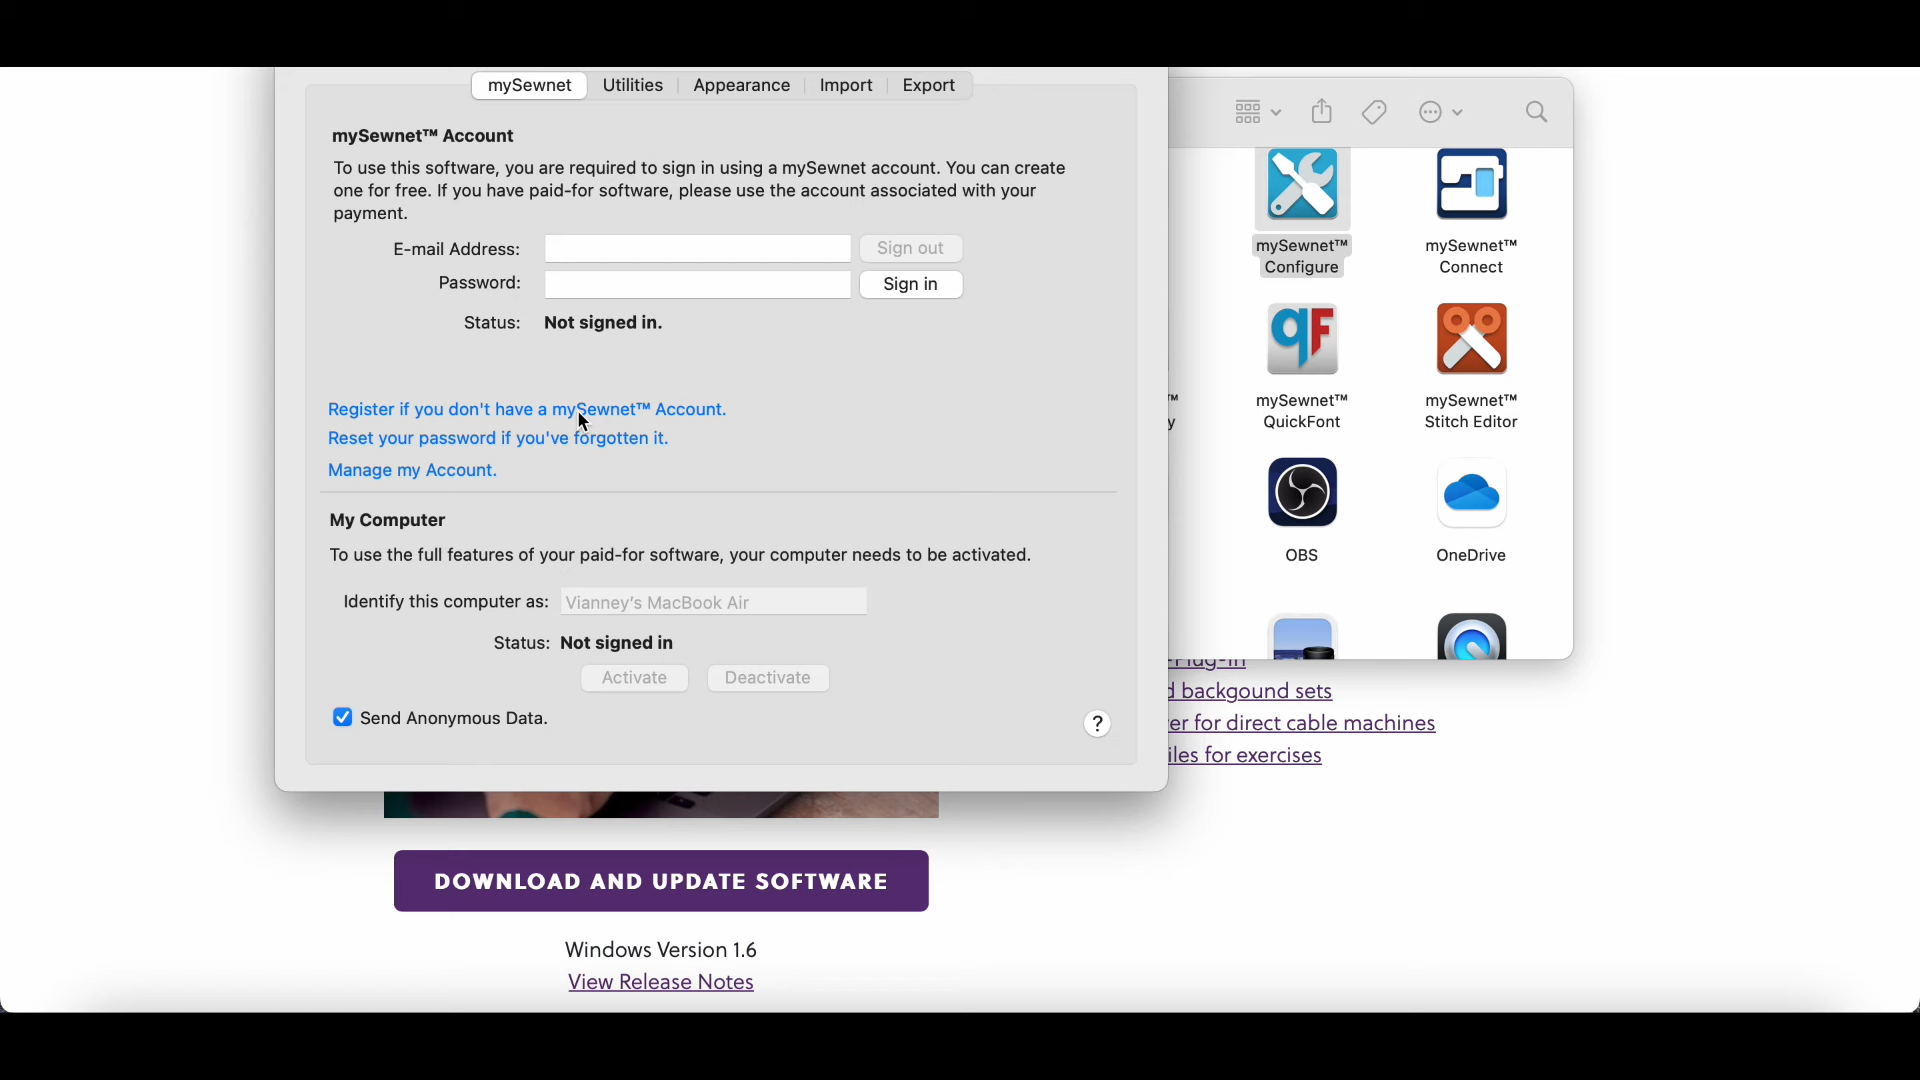 mySewnet Utilities Appearance Import Export
mySewnet™ Account
To use this software, you are required to sign in using a mySewnet account. You can create
one for free. If you have paid-for software, please use the account associated with your
payment.
E-mail Address: Sign out
Password: Sign in
Status: Not signed in.
Register if you don't have a mySewnet™ Account.
Reset your password if you've forgotten it.
Manage my Account.
My Computer
To use the full features of your paid-for software, your computer needs to be activated.
Identify this computer as: Vianney's MacBook Air
Status: Not signed in
Activate Deactivate
Send Anonymous Data.
?
mySewnet™
Configure
mySewnet™
Connect
qF
™
y
mySewnet™
QuickFont
mySewnet™
Stitch Editor
OBS
OneDrive
-Plug-in
d backgound sets
er for direct cable machines
iles for exercises
DOWNLOAD AND UPDATE SOFTWARE
Windows Version 1.6
View Release Notes